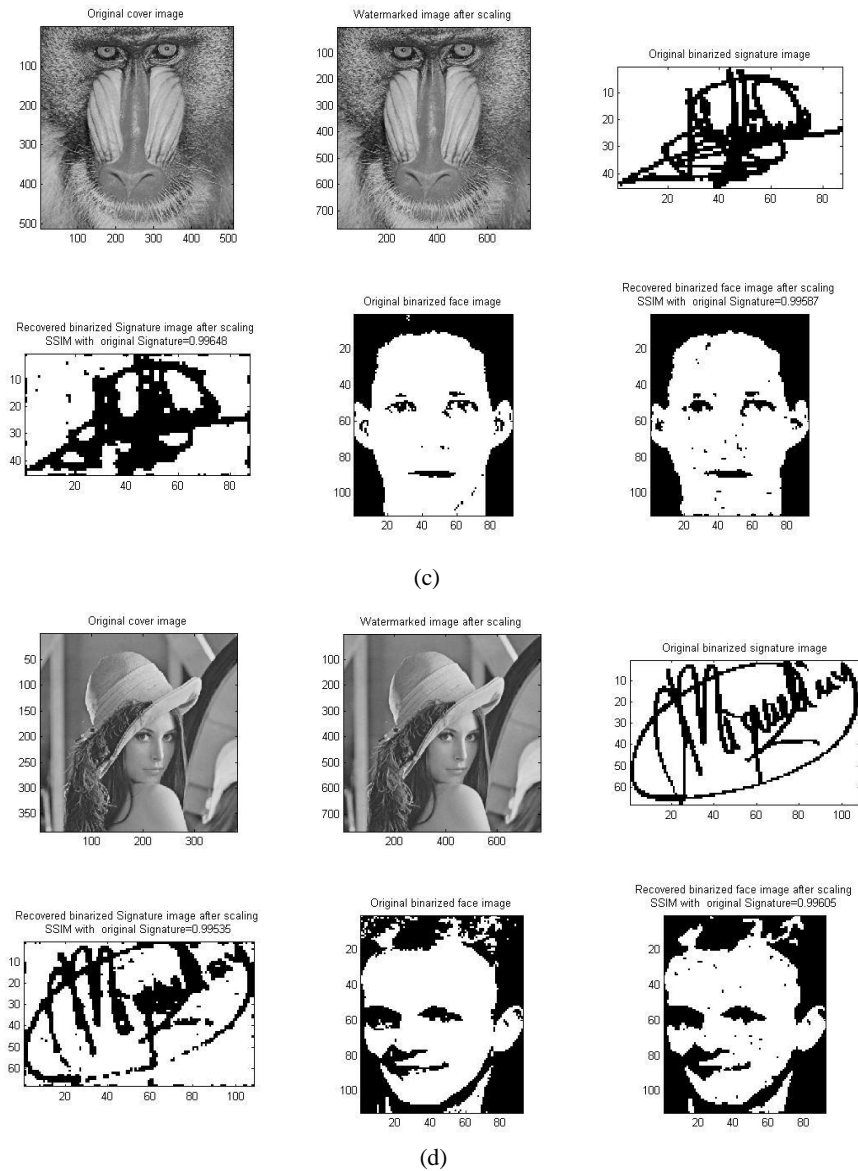 Original cover image
Watermarked image after scaling
Original binarized signature image
100
200
300
400
500
100 200 300 400 500
100
200
300
400
500
600
700
200 400 600
10
20
30
40
20 40 60 80
Recovered binarized Signature image after scaling
SSIM with original Signature=0.99648
Original binarized face image
Recovered binarized face image after scaling
SSIM with original Signature=0.99587
10
20
30
40
20 40 60 80
20
40
60
80
100
20 40 60 80
20
40
60
80
100
20 40 60 80
(c)
Original cover image
Watermarked image after scaling
Original binarized signature image
50
100
150
200
250
300
350
100 200 300
100
200
300
400
500
600
700
200 400 600
10
20
30
40
50
60
20 40 60 80 100
Recovered binarized Signature image after scaling
SSIM with original Signature=0.99535
Original binarized face image
Recovered binarized face image after scaling
SSIM with original Signature=0.99605
10
20
30
40
50
60
20 40 60 80 100
20
40
60
80
100
20 40 60 80
20
40
60
80
100
20 40 60 80
(d)